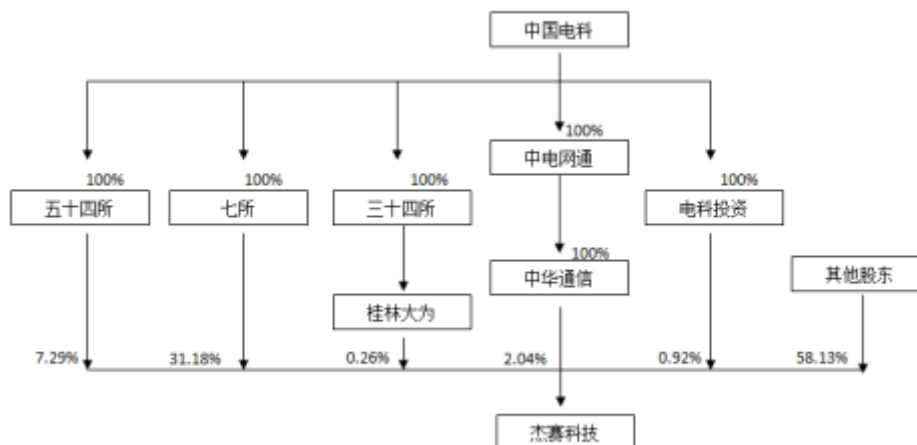 中国电科
100%
中电网通
100%
100%
100%
100%
五十四所
七所
三十四所
电科投资
100%
中华通信
其他股东
桂林大为
7.29%
31.18%
0.26%
2.04%
0.92%
58.13%
杰赛科技